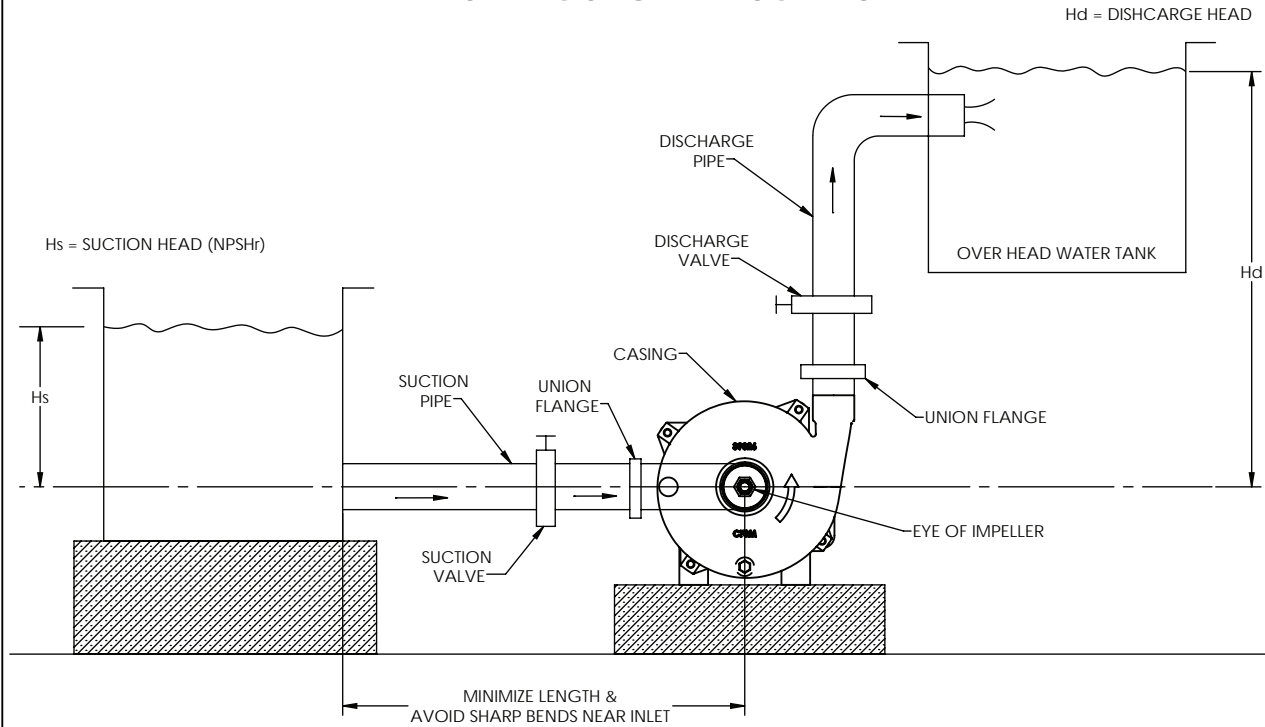 Hd = DISHCARGE HEAD
DISCHARGE
PIPE
Hs = SUCTION HEAD (NPSHr)
DISCHARGE
VALVE
OVER HEAD WATER TANK
Hd
CASING
SUCTION
PIPE
UNION
FLANGE
Hs
UNION FLANGE
EYE OF IMPELLER
SUCTION
VALVE
MINIMIZE LENGTH &
AVOID SHARP BENDS NEAR INLET